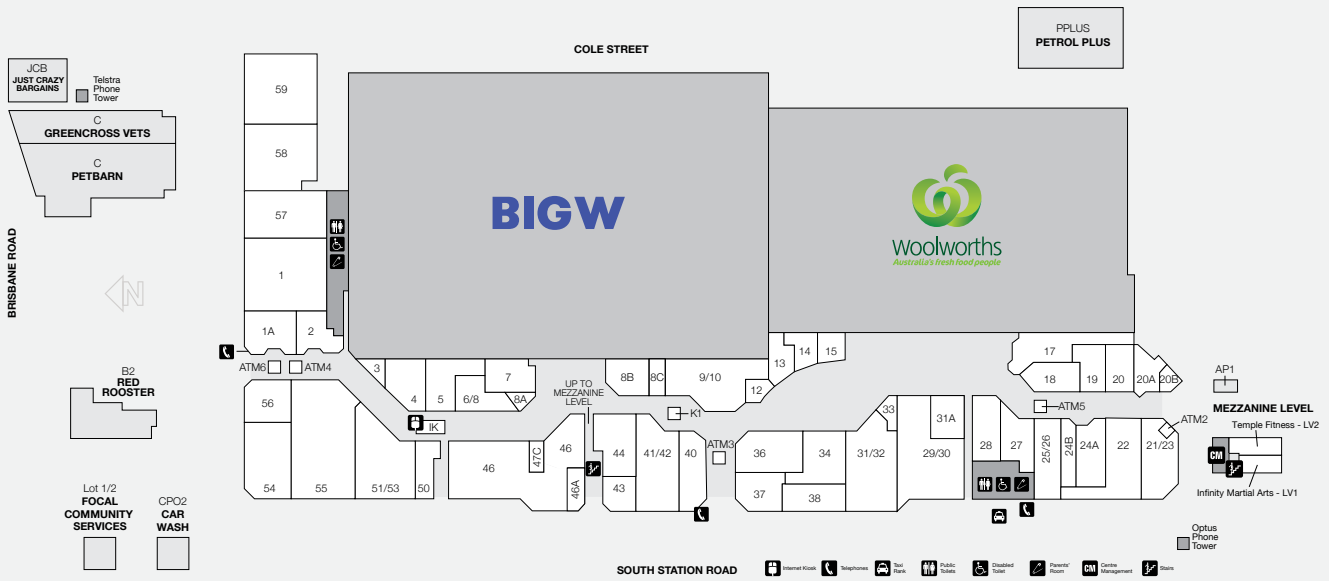 COLE STREET
PPLUS
PETROL PLUS
JCB
JUST CRAZY
BARGAINS
Telstra
Phone
Tower
C
GREENCROSS VETS
C
PETBARN
BRISBANE ROAD
N
59
58
57
1
1A
2
BIGW
Woolworths
Australia's fresh food people
ATM6
ATM4
3
4
5
6/8
7
8A
UP TO
MEZZANINE
LEVEL
8B
8C
9/10
12
13
14
15
17
18
19
20
20A
20B
AP1
B2
RED
ROOSTER
56
54
55
51/53
50
IK
46
47C
46
46A
44
43
41/42
40
K1
ATM3
36
37
34
38
31/32
33
31A
29/30
28
27
ATM5
25/26
24B
24A
22
21/23
ATM2
MEZZANINE LEVEL
Temple Fitness - LV2
CM
Infinity Martial Arts - LV1
Lot 1/2
FOCAL
COMMUNITY
SERVICES
CPO2
CAR
WASH
Optus
Phone
Tower
SOUTH STATION ROAD
Internet Kiosk
Telephones
Taxi
Rank
Public
Toilets
Disabled
Toilet
Parents'
Room
CM
Centre
Management
Stairs